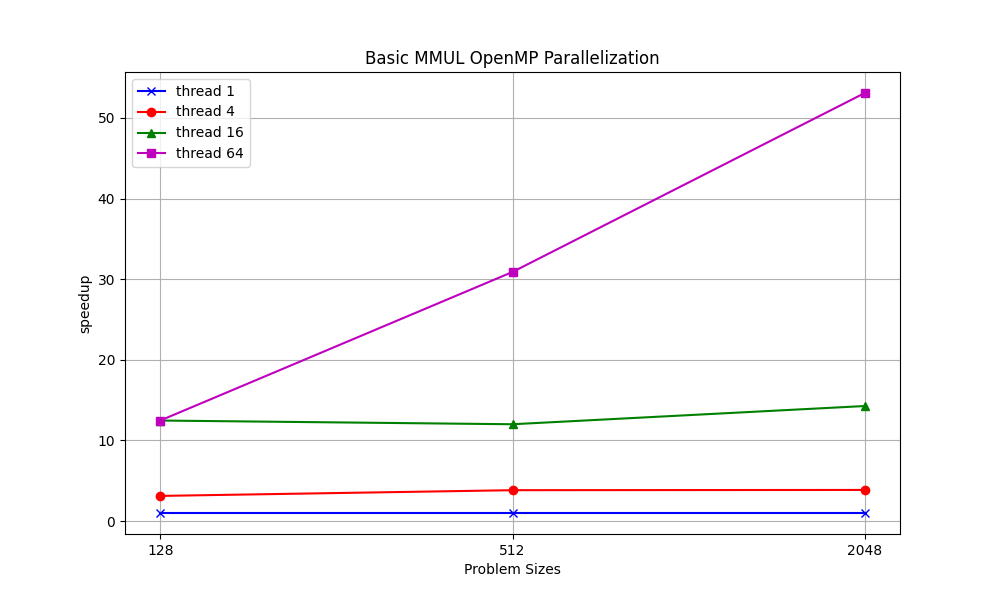 Basic MMUL OpenMP Parallelization
thread 1
thread 4
thread 16
thread 64
50
40
30
20
10
0
speedup
128
512
2048
Problem Sizes